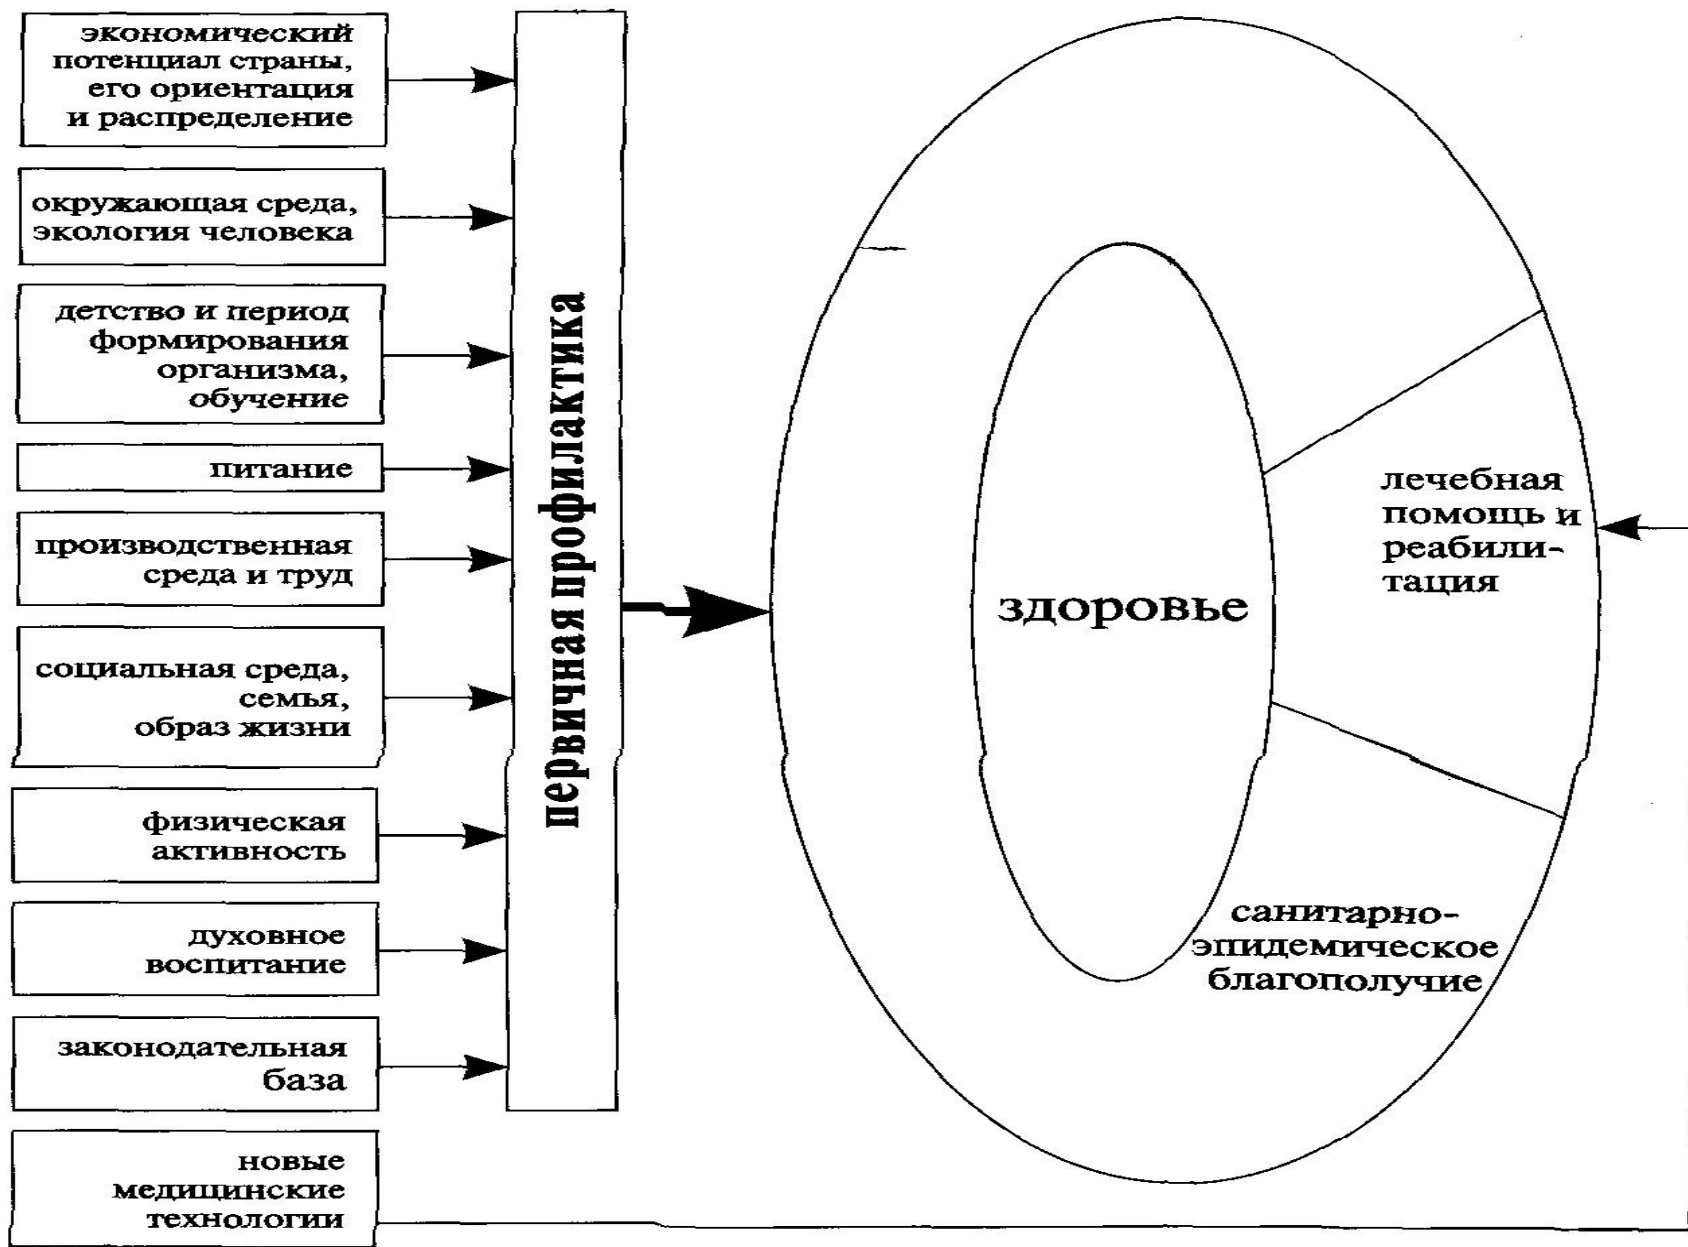 экономический
потенциал страны,
его ориентация
и распределение
окружающая среда,
экология человека
детство и период
формирования
организма,
обучение
питание
производственная
среда и труд
социальная среда,
семья,
образ жизни
физическая
активность
духовное
воспитание
законодательная
база
новые
медицинские
технологии
первичная профилактика
здоровье
лечебная
помощь и
реабили-
тация
санитарно-
эпидемическое
благополучие